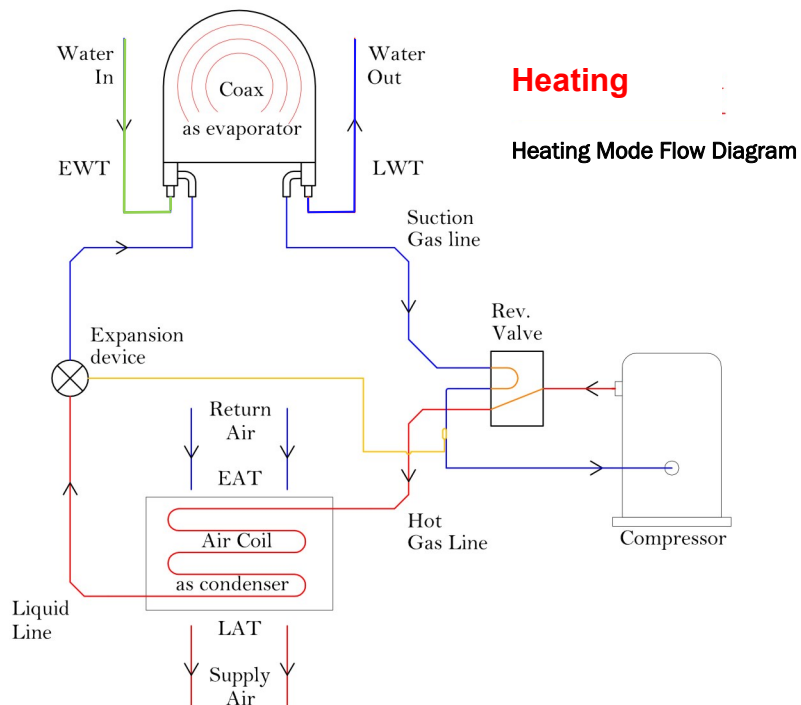 Water
In
Coax
as evaporator
Water
Out
Heating
Heating Mode Flow Diagram
EWT
LWT
Suction
Gas line
Rev.
Valve
Expansion
device
Return
Air
EAT
Air Coil
as condenser
Hot
Gas Line
Compressor
Liquid
Line
LAT
Supply
Air